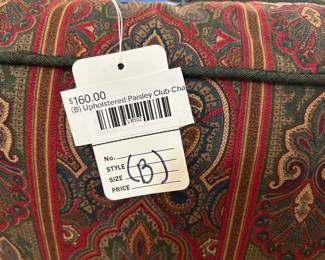 $160.00
(B) Upholstered Paisley Club Cha
No.
STYLE
(B)
SIZE
PRICE